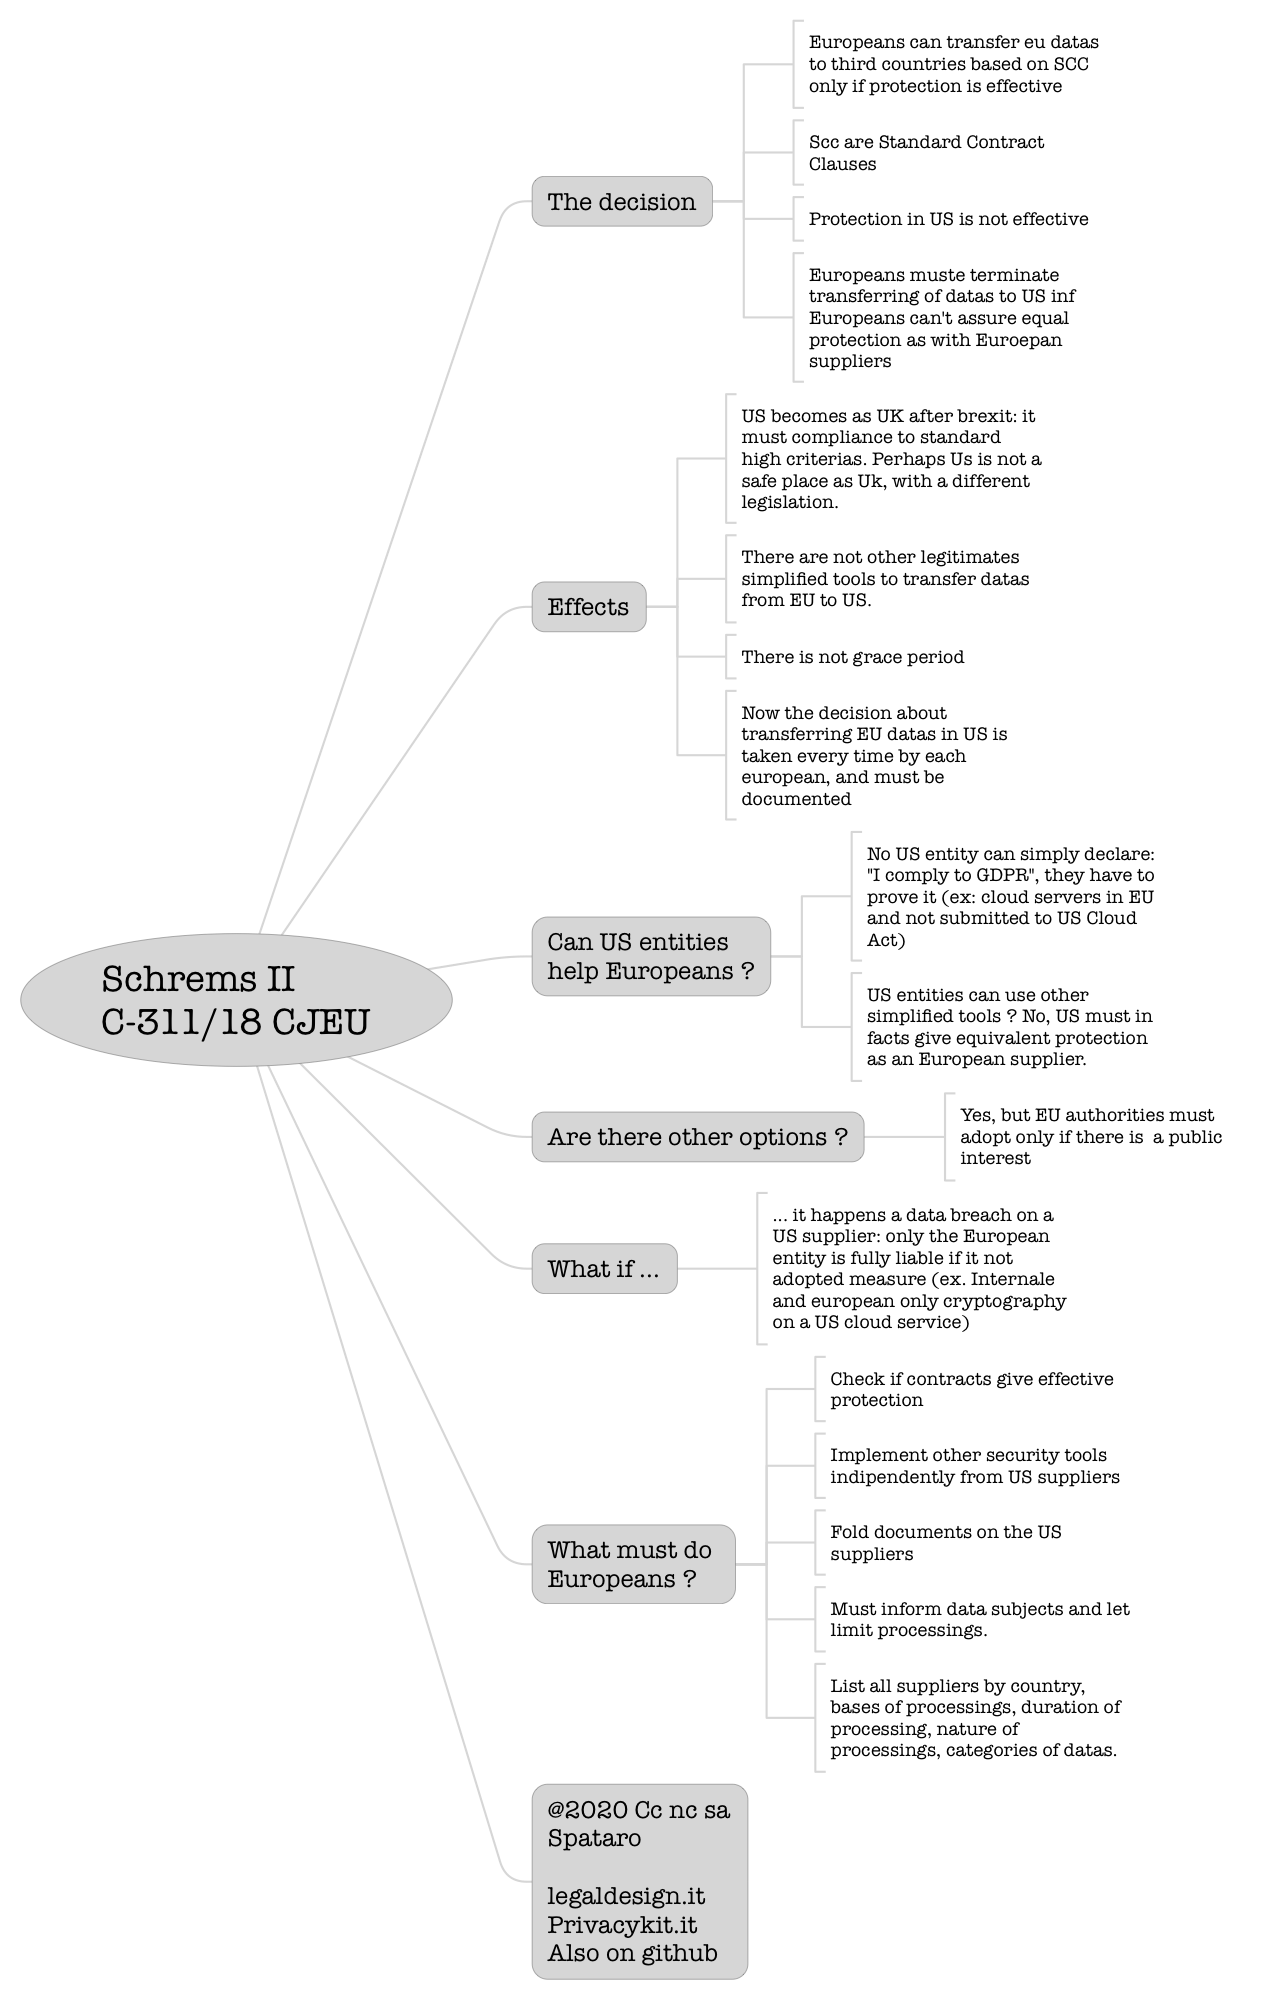 Europeans can transfer eu datas
to third countries based on SCC
only if protection is effective
Scc are Standard Contract
Clauses
The decision
Protection in US is not effective
Europeans muste terminate
transferring of datas to US inf
Europeans can't assure equal
protection as with Euroepan
suppliers
US becomes as UK after brexit: it
must compliance to standard
high criterias. Perhaps Us is not a
safe place as Uk, with a different
legislation.
There are not other legitimates
simplified tools to transfer datas
from EU to US.
Effects
There is not grace period
Now the decision about
transferring EU datas in US is
taken every time by each
european, and must be
documented
No US entity can simply declare:
"I comply to GDPR", they have to
prove it (ex: cloud servers in EU
and not submitted to US Cloud
Act)
Can US entities
help Europeans ?
Schrems II
C-311/18 CJEU
US entities can use other
simplified tools ? No, US must in
facts give equivalent protection
as an European supplier.
Are there other options ?
Yes, but EU authorities must
adopt only if there is  a public
interest
What if ...
... it happens a data breach on a
US supplier: only the European
entity is fully liable if it not
adopted measure (ex. Internale
and european only cryptography
on a US cloud service)
Check if contracts give effective
protection
Implement other security tools
indipendently from US suppliers
What must do
Europeans ?
Fold documents on the US
suppliers
Must inform data subjects and let
limit processings.
List all suppliers by country,
bases of processings, duration of
processing, nature of
processings, categories of datas.
@2020 Cc nc sa
Spataro
legaldesign.it
Privacykit.it
Also on github